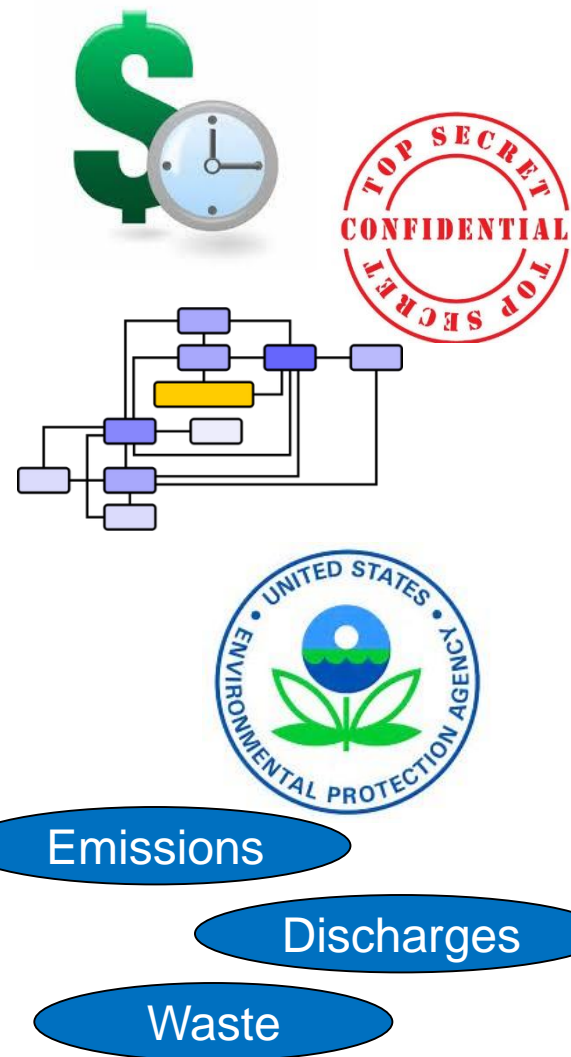 TOP SECRET
CONFIDENTIAL
TOP SECRET
UNITED STATES
ENVIRONMENTAL PROTECTION AGENCY
Emissions
Discharges
Waste